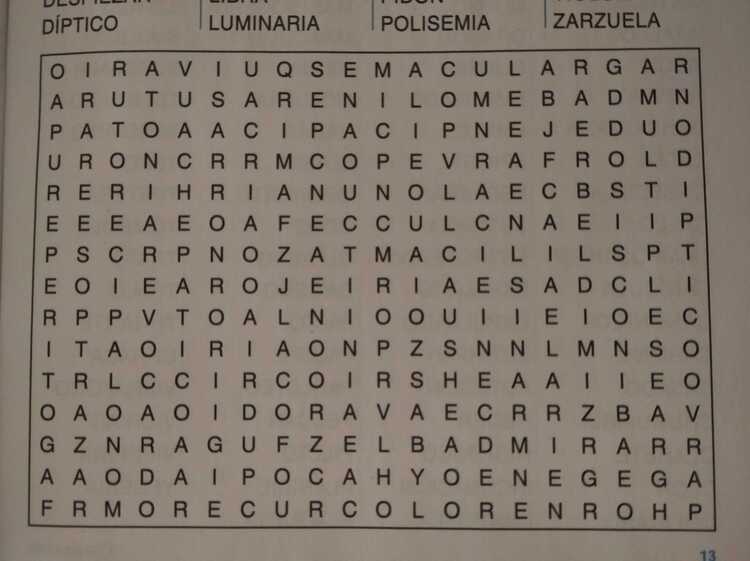 DÍPTICO LUMINARIA POLISEMIA ZARZUELA
O I R A V I U Q S E M A C U L A R G A R
A R U T U S A R E N I L O M E B A D M N
P A T O A A C I P A C I P N E J E D U O
U R O N C R R M C O P E V R A F R O L D
R E R I H R I A N U N O L A E C B S T I
E E E A E O A F E C C U L C N A E I I P
P S C R P N O Z A T M A C I L I L S P T
E O I E A R O J E I R I A E S A D C L I
R P P V T O A L N I O O U I I E I O E C
I T A O I R I A O N P Z S N N L M N S O
T R L C C I R C O I R S H E A A I I E O
O A O A O I D O R A V A E C R R Z B A V
G Z N R A G U F Z E L B A D M I R A R R
A A O D A I P O C A H Y O E N E G E G A
F R M O R E C U R C O L O R E N R O H P
13